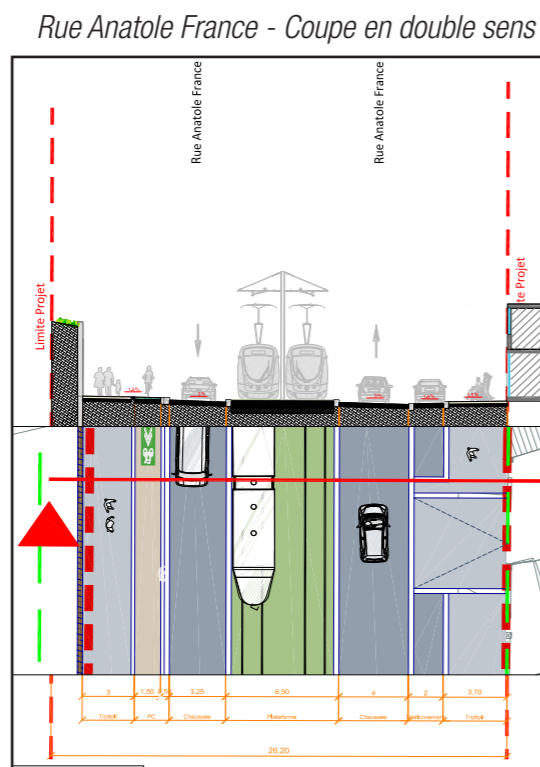 Rue Anatole France - Coupe en double sens
Rue Anatole France
Rue Anatole France
Limite Projet
te Projet
3
1,50
3,25
6,50
4
2
3,70
Trottoir
PC
Chaussée
Plateforme
Chaussée
Stationnement
Trottoir
26,20